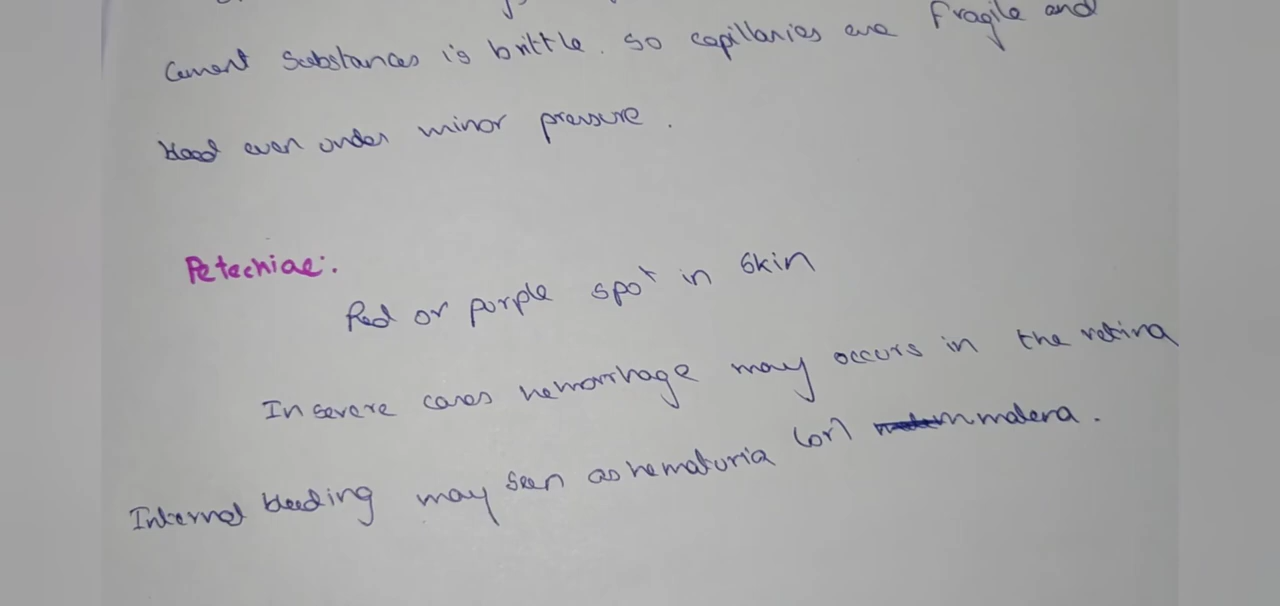 Fragile and
Cement Substances is brittle. so capillaries are
bleed even under minor pressure.
Petechiae:.
Red or purple spot in skin
In severe cases hemorrhage may occurs in the retina
Internal bleeding may seen as hematuria (or) malena.